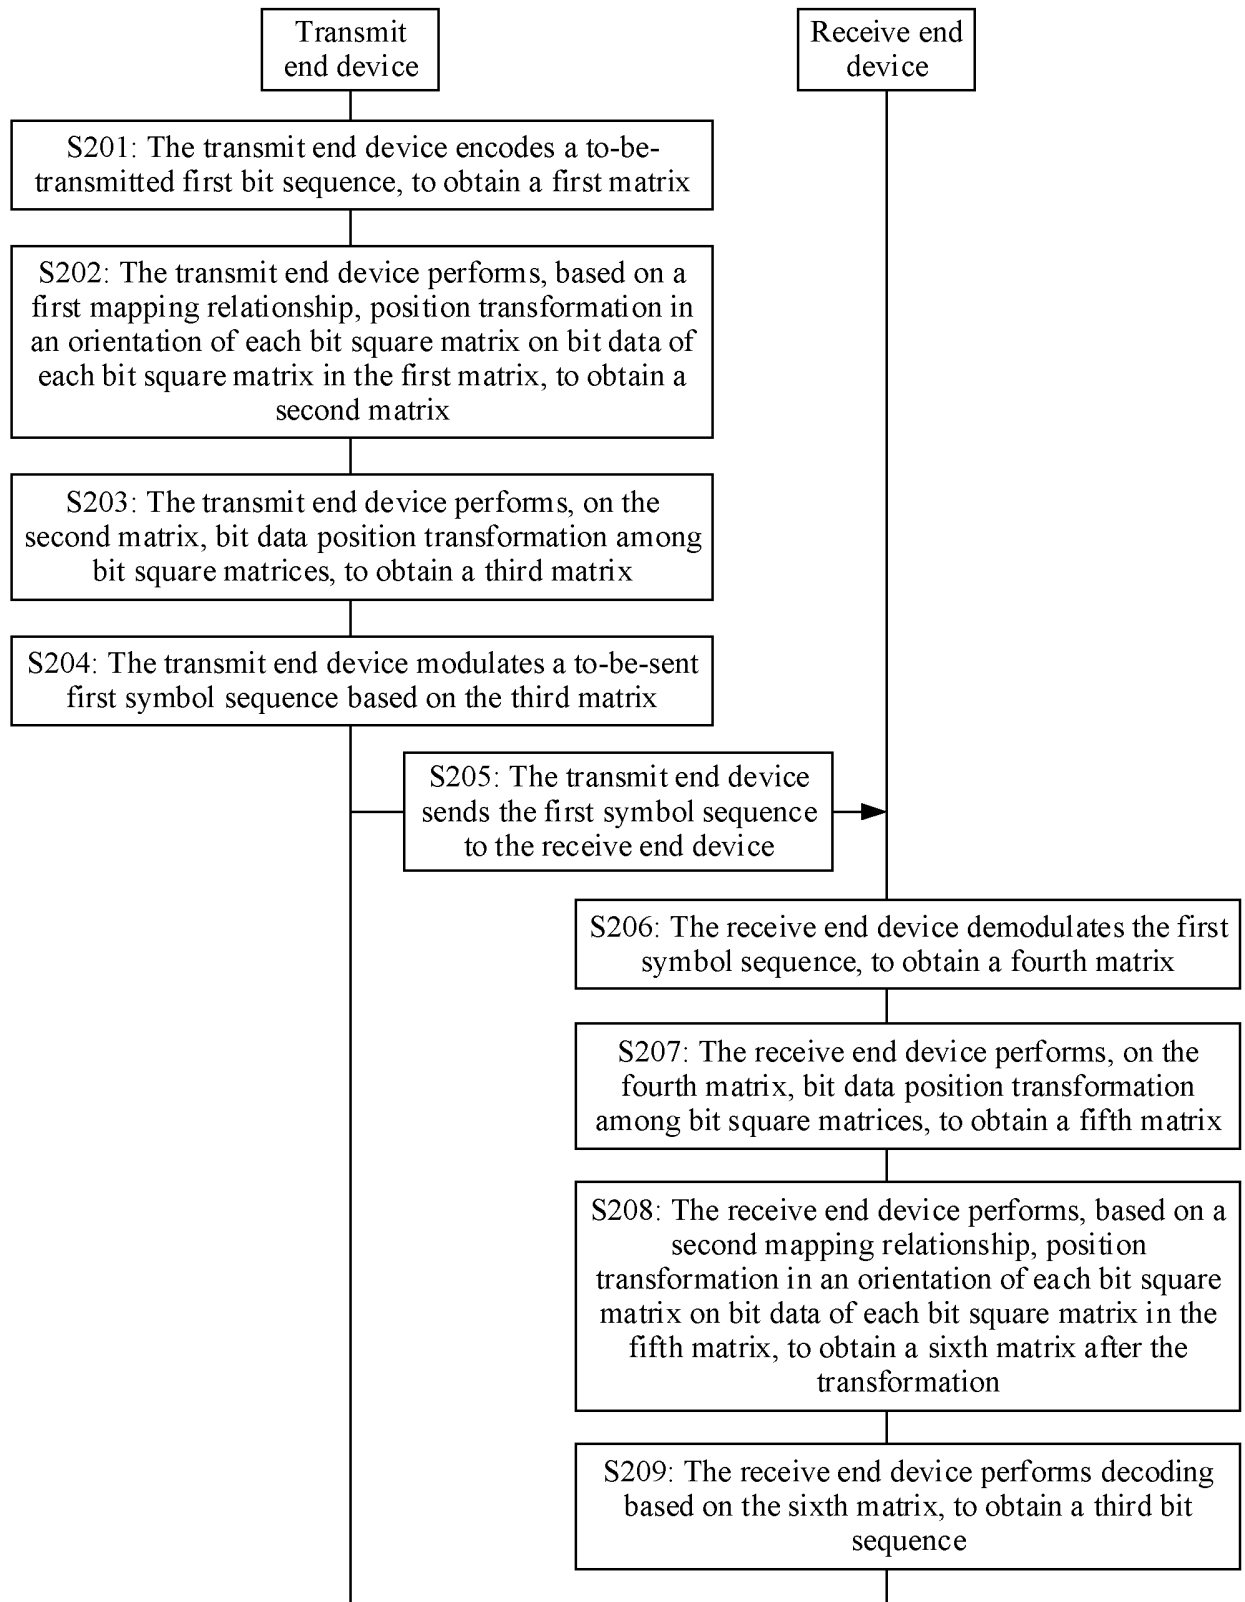 Transmit
end device
Receive end
device
S201: The transmit end device encodes a to-be-
transmitted first bit sequence, to obtain a first matrix
S202: The transmit end device performs, based on a
first mapping relationship, position transformation in
an orientation of each bit square matrix on bit data of
each bit square matrix in the first matrix, to obtain a
second matrix
S203: The transmit end device performs, on the
second matrix, bit data position transformation among
bit square matrices, to obtain a third matrix
S204: The transmit end device modulates a to-be-sent
first symbol sequence based on the third matrix
S205: The transmit end device
sends the first symbol sequence
to the receive end device
S206: The receive end device demodulates the first
symbol sequence, to obtain a fourth matrix
S207: The receive end device performs, on the
fourth matrix, bit data position transformation
among bit square matrices, to obtain a fifth matrix
S208: The receive end device performs, based on a
second mapping relationship, position
transformation in an orientation of each bit square
matrix on bit data of each bit square matrix in the
fifth matrix, to obtain a sixth matrix after the
transformation
S209: The receive end device performs decoding
based on the sixth matrix, to obtain a third bit
sequence